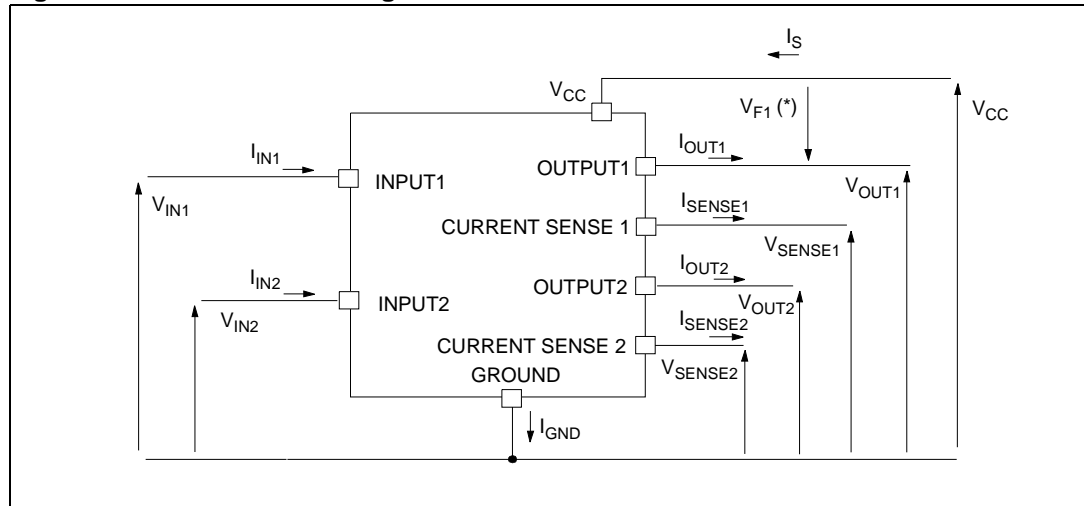 I_S
V_CC
V_F1 (*)
V_CC
I_IN1
I_OUT1
INPUT1
OUTPUT1
V_IN1
V_OUT1
I_SENSE1
CURRENT SENSE 1
V_SENSE1
I_IN2
I_OUT2
INPUT2
OUTPUT2
V_IN2
V_OUT2
I_SENSE2
CURRENT SENSE 2
V_SENSE2
GROUND
I_GND